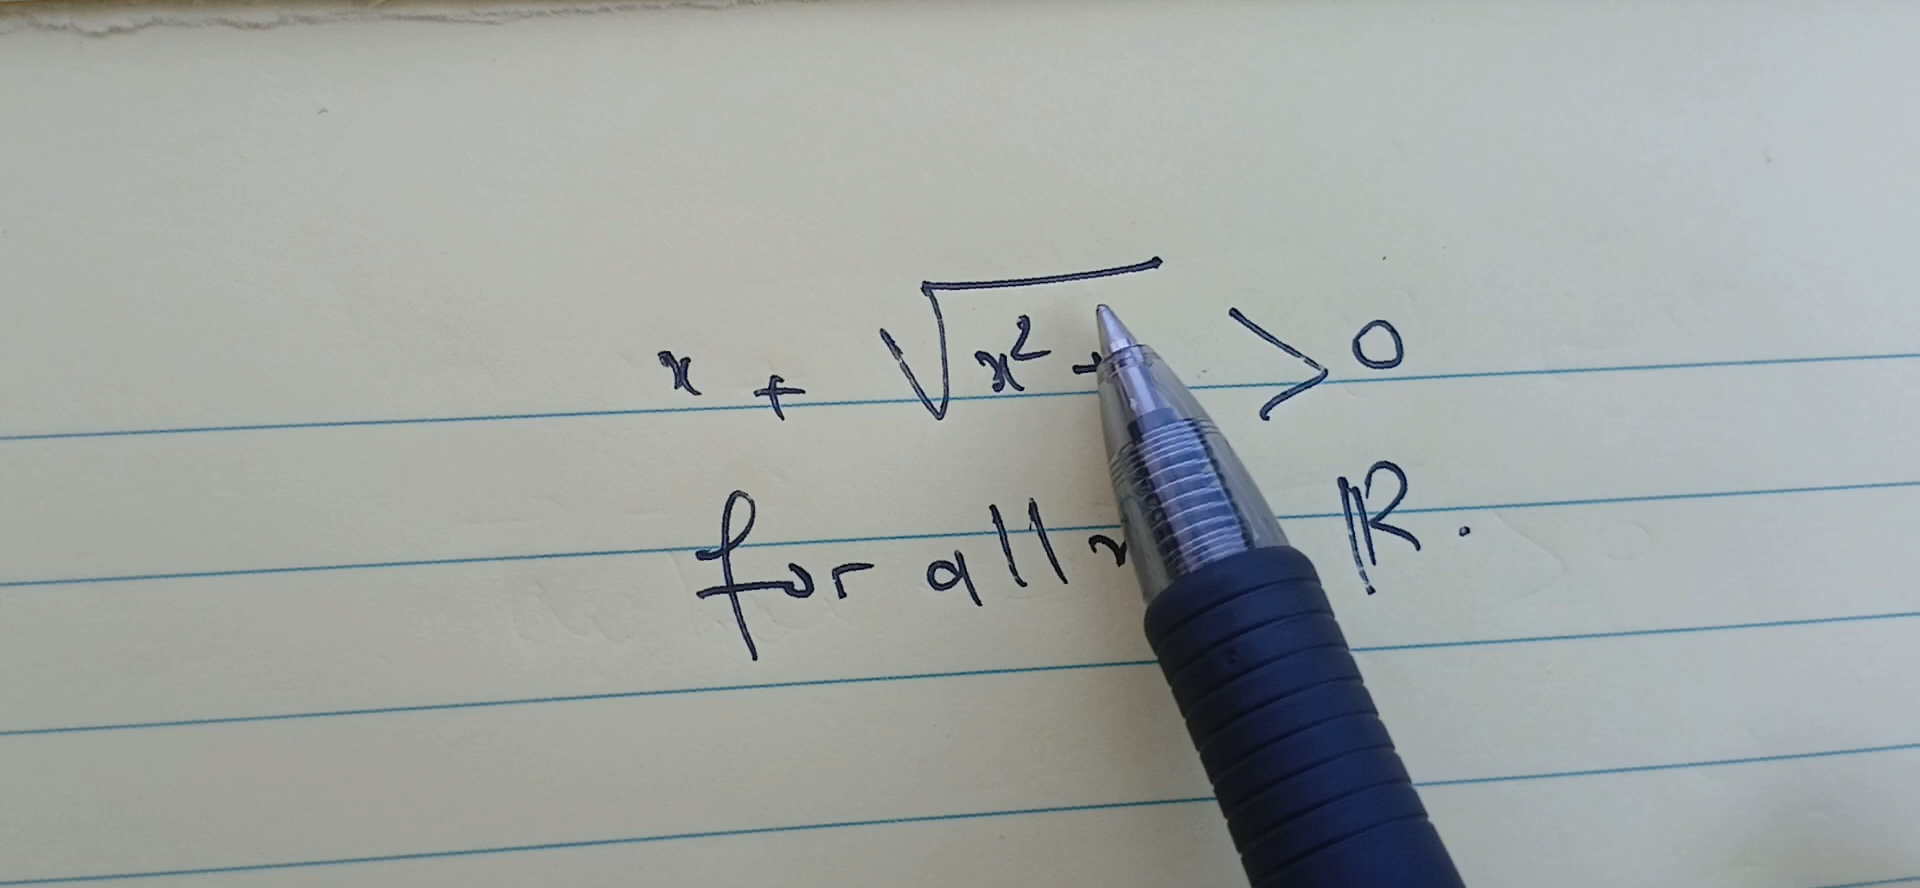 x + √x² + > 0
for all x ℝ.